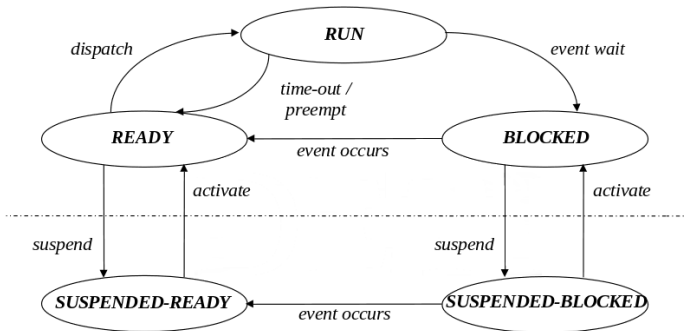 RUN
dispatch
event wait
time-out /
preempt
READY
BLOCKED
event occurs
activate
activate
suspend
suspend
SUSPENDED-READY
SUSPENDED-BLOCKED
event occurs